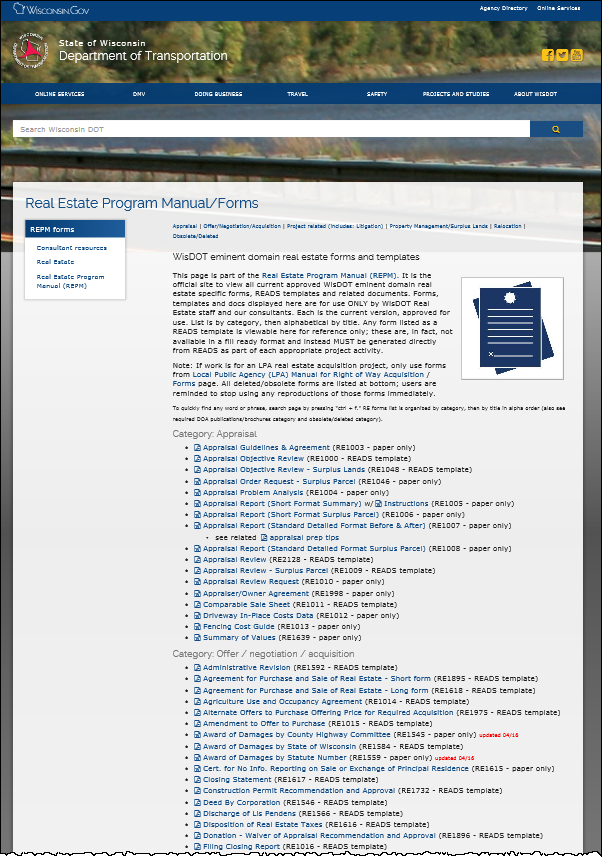 WISCONSIN.GOV
Agency Directory Online Services
State of Wisconsin
Department of Transportation
ONLINE SERVICES DMV DOING BUSINESS TRAVEL SAFETY PROJECTS AND STUDIES ABOUT WISDOT
Search Wisconsin DOT
Real Estate Program Manual/Forms
REPM forms
Consultant resources
Real Estate
Real Estate Program
Manual (REPM)
Appraisal | Offer/Negotiation/Acquisition | Project related (includes: Litigation) | Property Management/Surplus Lands | Relocation |
Obsolete/Deleted
WisDOT eminent domain real estate forms and templates
This page is part of the Real Estate Program Manual (REPM). It is the
official site to view all current approved WisDOT eminent domain real
estate specific forms, READS templates and related documents. Forms,
templates and docs displayed here are for use ONLY by WisDOT Real
Estate staff and our consultants. Each is the current version, approved for
use. List is by category, then alphabetical by title. Any form listed as a
READS template is viewable here for reference only; these are, in fact, not
available in a fill ready format and instead MUST be generated directly
from READS as part of each appropriate project activity.
Note: If work is for an LPA real estate acquisition project, only use forms
from Local Public Agency (LPA) Manual for Right of Way Acquisition /
Forms page. All deleted/obsolete forms are listed at bottom; users are
reminded to stop using any reproductions of those forms immediately.
To quickly find any word or phrase, search page by pressing "ctrl + f." RE forms list is organized by category, then by title in alpha order (also see
required DOA publications/brochures category and obsolete/deleted category).
Category: Appraisal
Appraisal Guidelines & Agreement (RE1003 - paper only)
Appraisal Objective Review (RE1000 - READS template)
Appraisal Objective Review - Surplus Lands (RE1048 - READS template)
Appraisal Order Request - Surplus Parcel (RE1046 - paper only)
Appraisal Problem Analysis (RE1004 - paper only)
Appraisal Report (Short Format Summary) w/ Instructions (RE1005 - paper only)
Appraisal Report (Short Format Surplus Parcel) (RE1006 - paper only)
Appraisal Report (Standard Detailed Format Before & After) (RE1007 - paper only)
see related appraisal prep tips
Appraisal Report (Standard Detailed Format Surplus Parcel) (RE1008 - paper only)
Appraisal Review (RE2128 - READS template)
Appraisal Review - Surplus Parcel (RE1009 - READS template)
Appraisal Review Request (RE1010 - paper only)
Appraiser/Owner Agreement (RE1998 - paper only)
Comparable Sale Sheet (RE1011 - READS template)
Driveway In-Place Costs Data (RE1012 - paper only)
Fencing Cost Guide (RE1013 - paper only)
Summary of Values (RE1639 - paper only)
Category: Offer / negotiation / acquisition
Administrative Revision (RE1592 - READS template)
Agreement for Purchase and Sale of Real Estate - Short form (RE1895 - READS template)
Agreement for Purchase and Sale of Real Estate - Long form (RE1618 - READS template)
Agriculture Use and Occupancy Agreement (RE1014 - READS template)
Alternate Offers to Purchase Offering Price for Required Acquisition (RE1975 - READS template)
Amendment to Offer to Purchase (RE1015 - READS template)
Award of Damages by County Highway Committee (RE1545 - paper only) updated 04/16
Award of Damages by State of Wisconsin (RE1584 - READS template)
Award of Damages by Statute Number (RE1559 - paper only) updated 04/16
Cert. for No Info. Reporting on Sale or Exchange of Principal Residence (RE1615 - paper only)
Closing Statement (RE1617 - READS template)
Construction Permit Recommendation and Approval (RE1732 - READS template)
Deed By Corporation (RE1546 - READS template)
Discharge of Lis Pendens (RE1566 - READS template)
Disposition of Real Estate Taxes (RE1616 - READS template)
Donation - Waiver of Appraisal Recommendation and Approval (RE1896 - READS template)
Filing Closing Report (RE1016 - READS template)